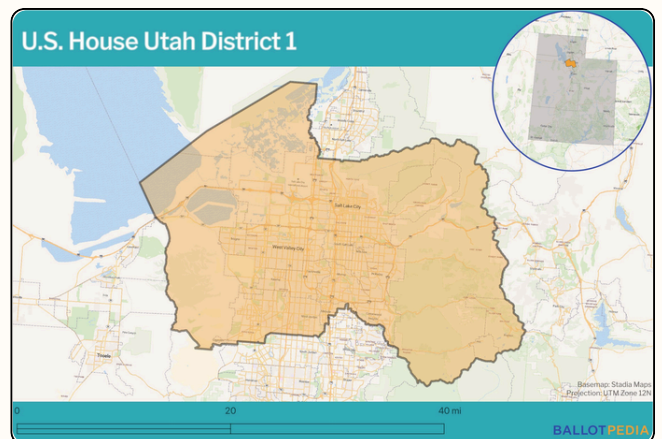 U.S. House Utah District 1
Salt Lake City
West Valley City
Tooele
Basemap: Stadia Maps
Projection: UTM Zone 12N
0 20 40 mi
BALLOTPEDIA